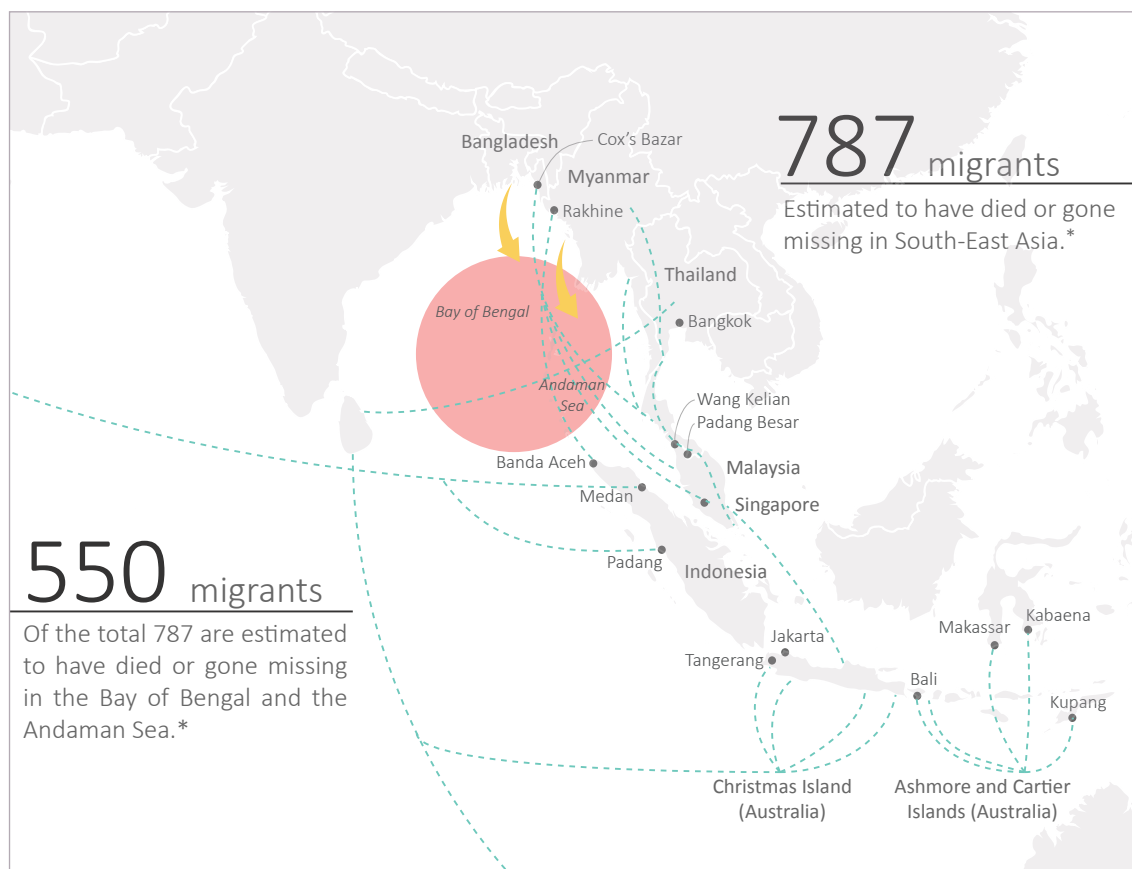 Bangladesh
Cox’s Bazar
Myanmar
Rakhine
787 migrants
Estimated to have died or gone
missing in South-East Asia.*
Thailand
Bay of Bengal
Bangkok
Andaman
Sea
Wang Kelian
Padang Besar
Banda Aceh
Malaysia
Medan
Singapore
Padang
Indonesia
550 migrants
Of the total 787 are estimated
to have died or gone missing
in the Bay of Bengal and the
Andaman Sea.*
Kabaena
Makassar
Jakarta
Tangerang
Bali
Kupang
Christmas Island
(Australia)
Ashmore and Cartier
Islands (Australia)